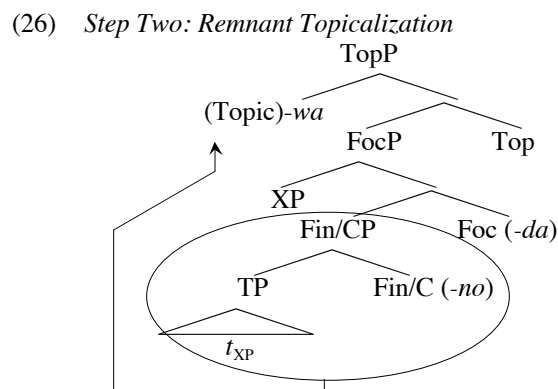 (26) Step Two: Remnant Topicalization
TopP
(Topic)-wa
FocP Top
XP
Fin/CP Foc (-da)
TP Fin/C (-no)
tXP